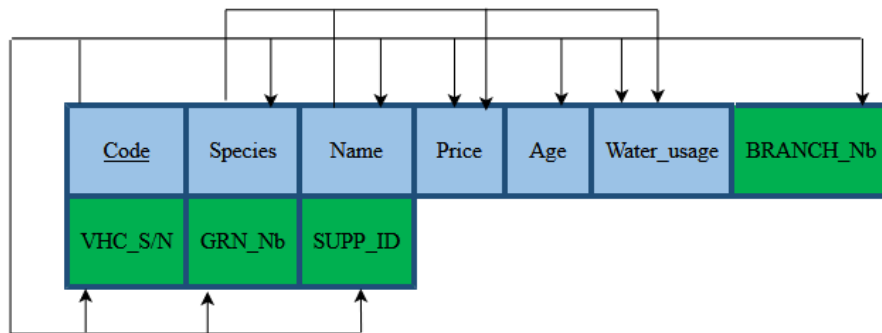 Code Species Name Price Age Water_usage BRANCH_Nb
VHC_S/N GRN_Nb SUPP_ID